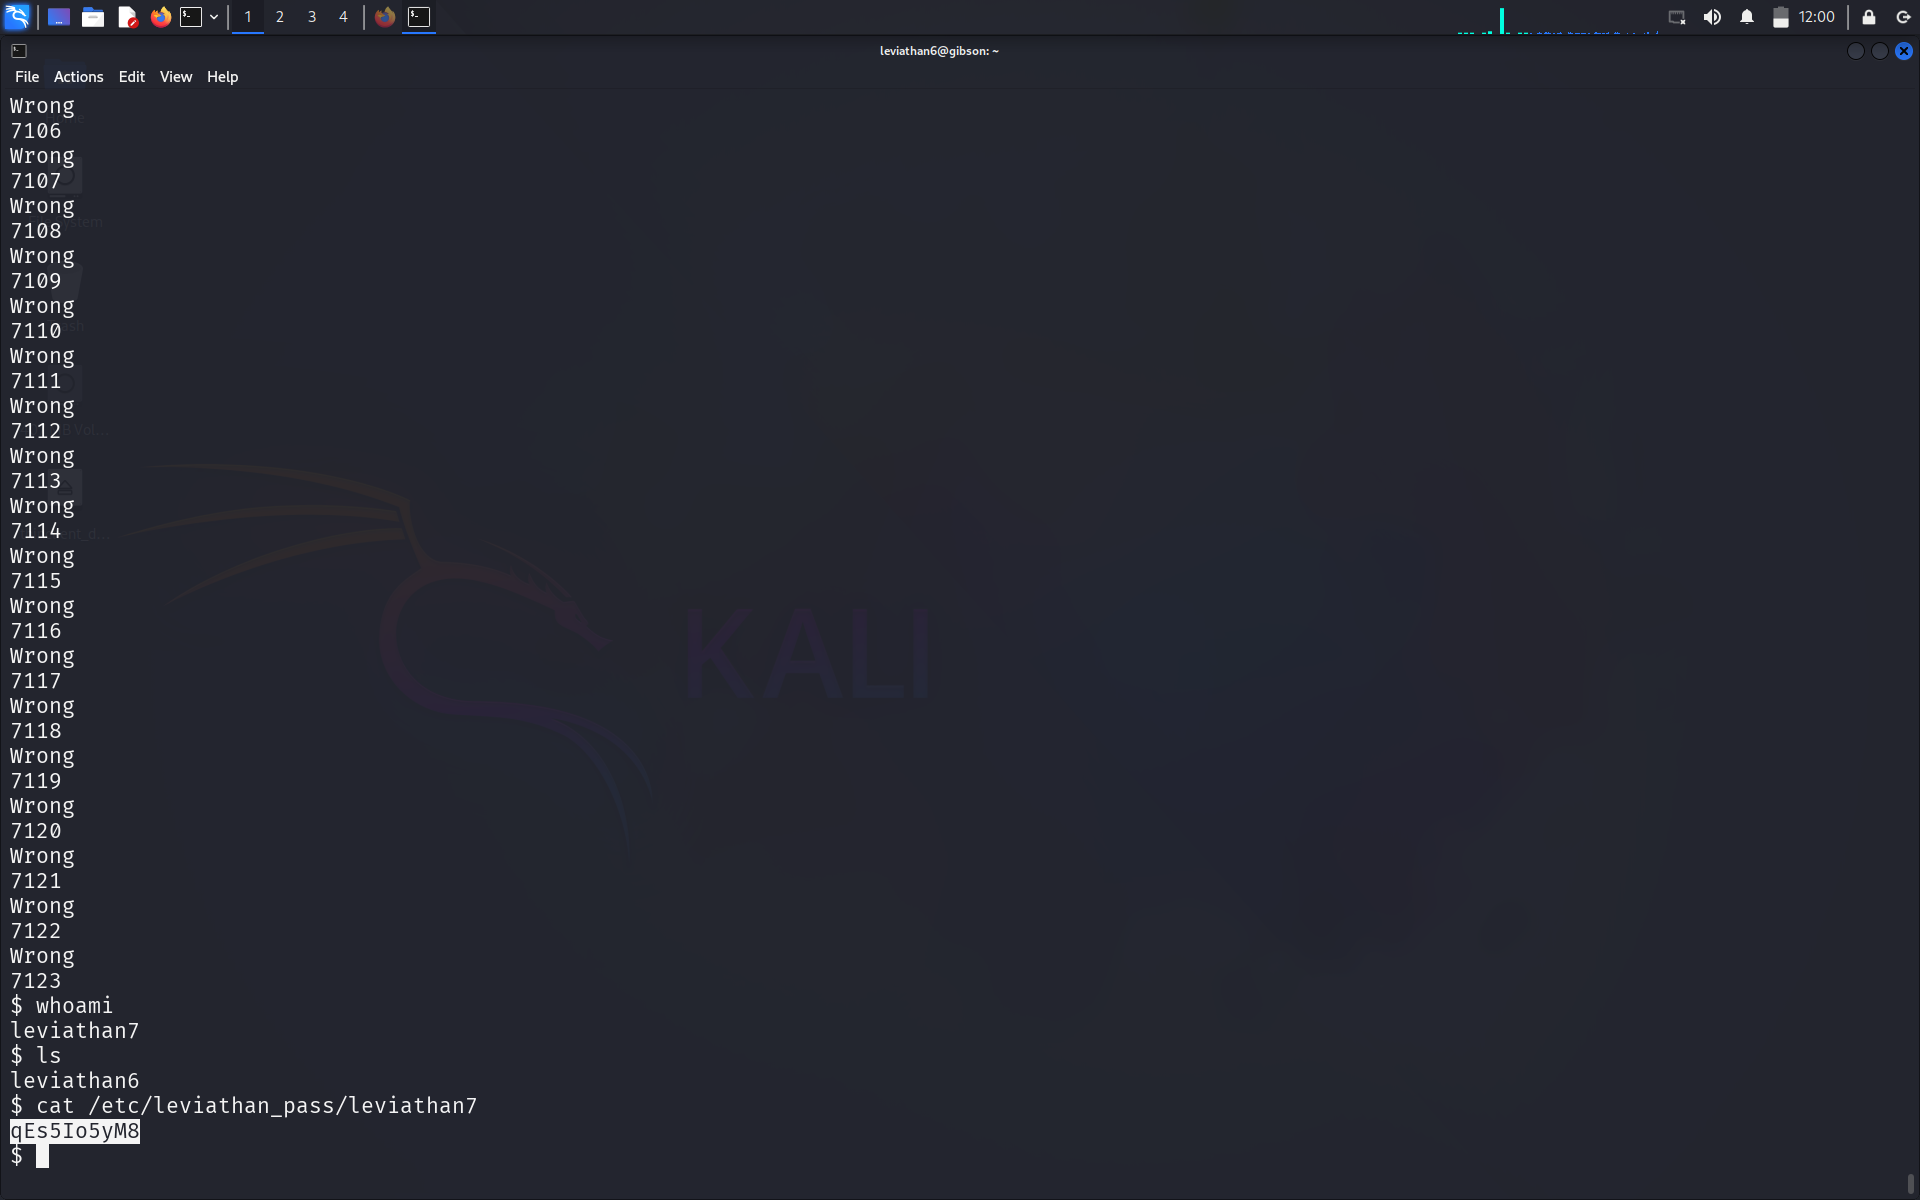 1 2 3 4 12:00
leviathan6@gibson: ~
File Actions Edit View Help
Wrong
7106
Wrong
7107
Wrong
7108
Wrong
7109
Wrong
7110
Wrong
7111
Wrong
7112
Wrong
7113
Wrong
7114
Wrong
7115
Wrong
7116
Wrong
7117
Wrong
7118
Wrong
7119
Wrong
7120
Wrong
7121
Wrong
7122
Wrong
7123
$ whoami
leviathan7
$ ls
leviathan6
$ cat /etc/leviathan_pass/leviathan7
qEs5Io5yM8
$
KALI